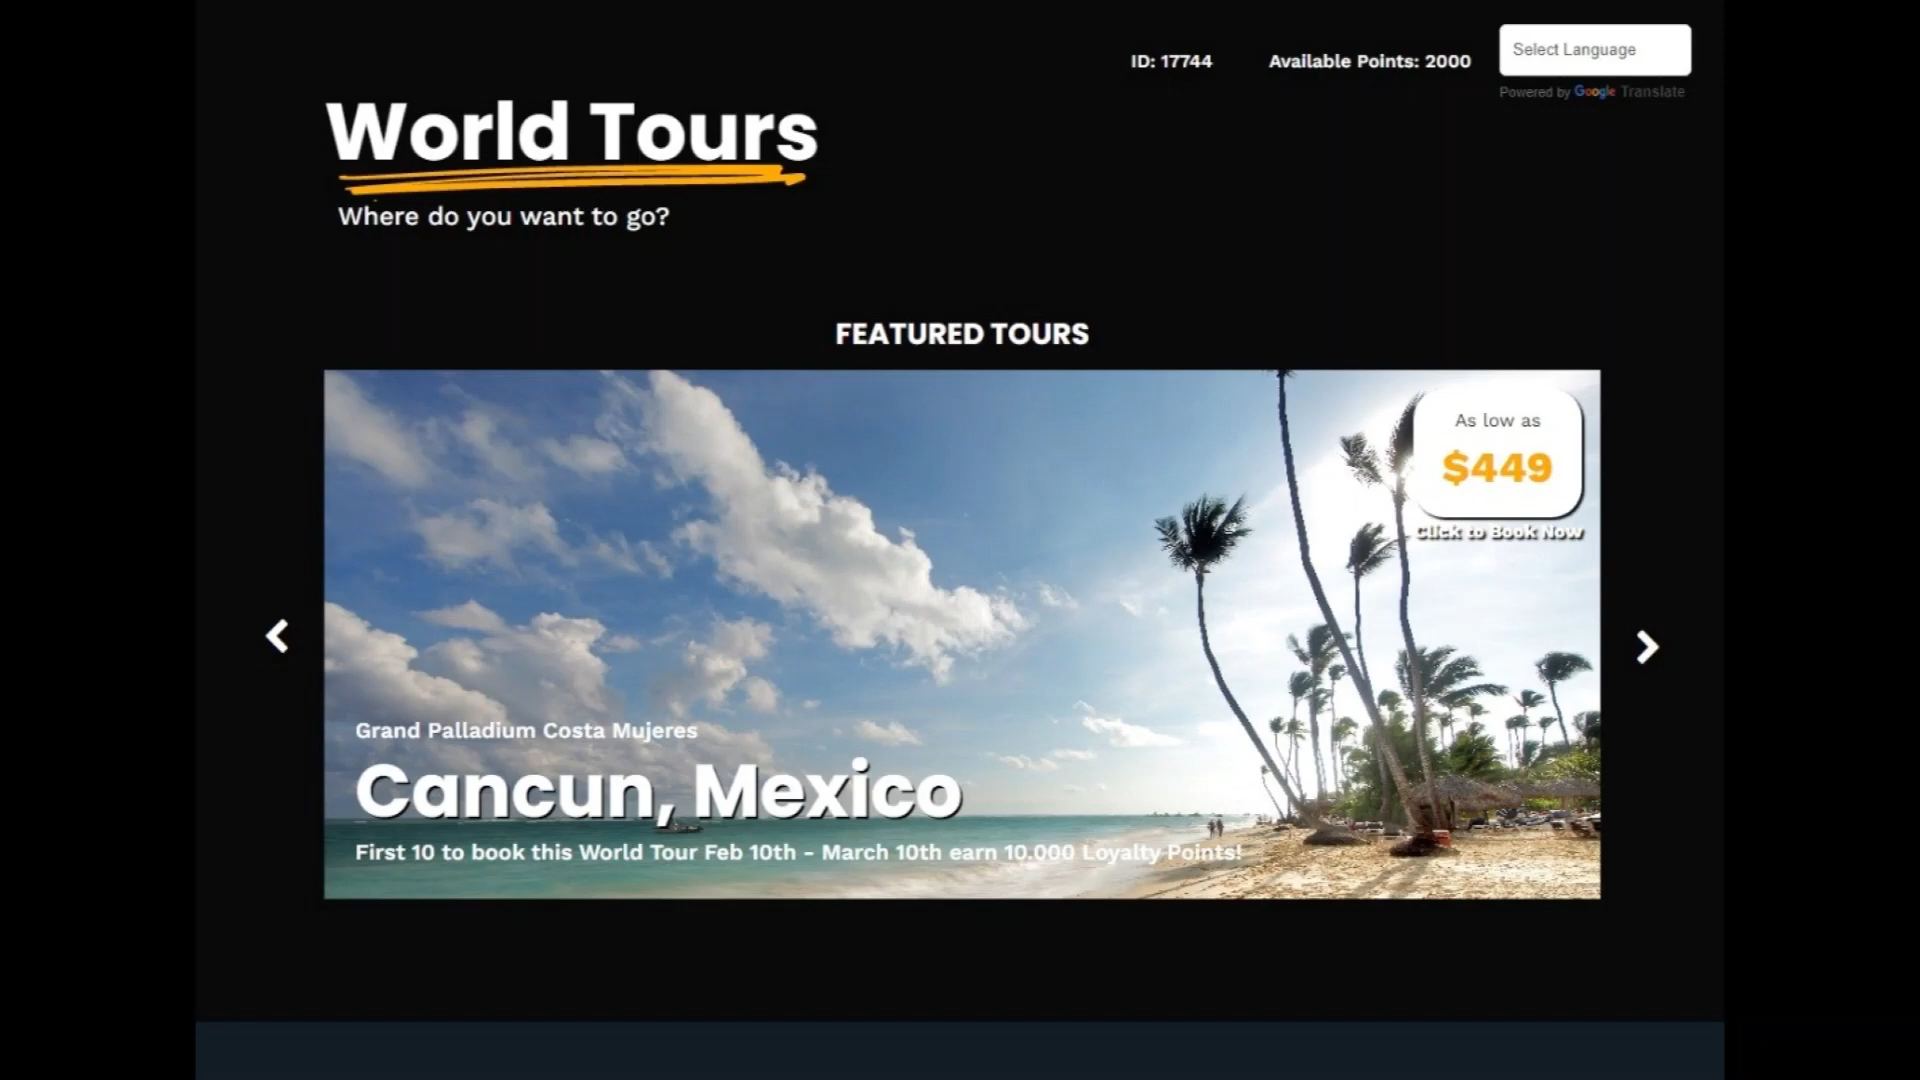 ID: 17744
Available Points: 2000
Select Language
Powered by Google Translate
World Tours
Where do you want to go?
FEATURED TOURS
As low as
$449
Click to Book Now
Grand Palladium Costa Mujeres
Cancun, Mexico
First 10 to book this World Tour Feb 10th - March 10th earn 10.000 Loyalty Points!